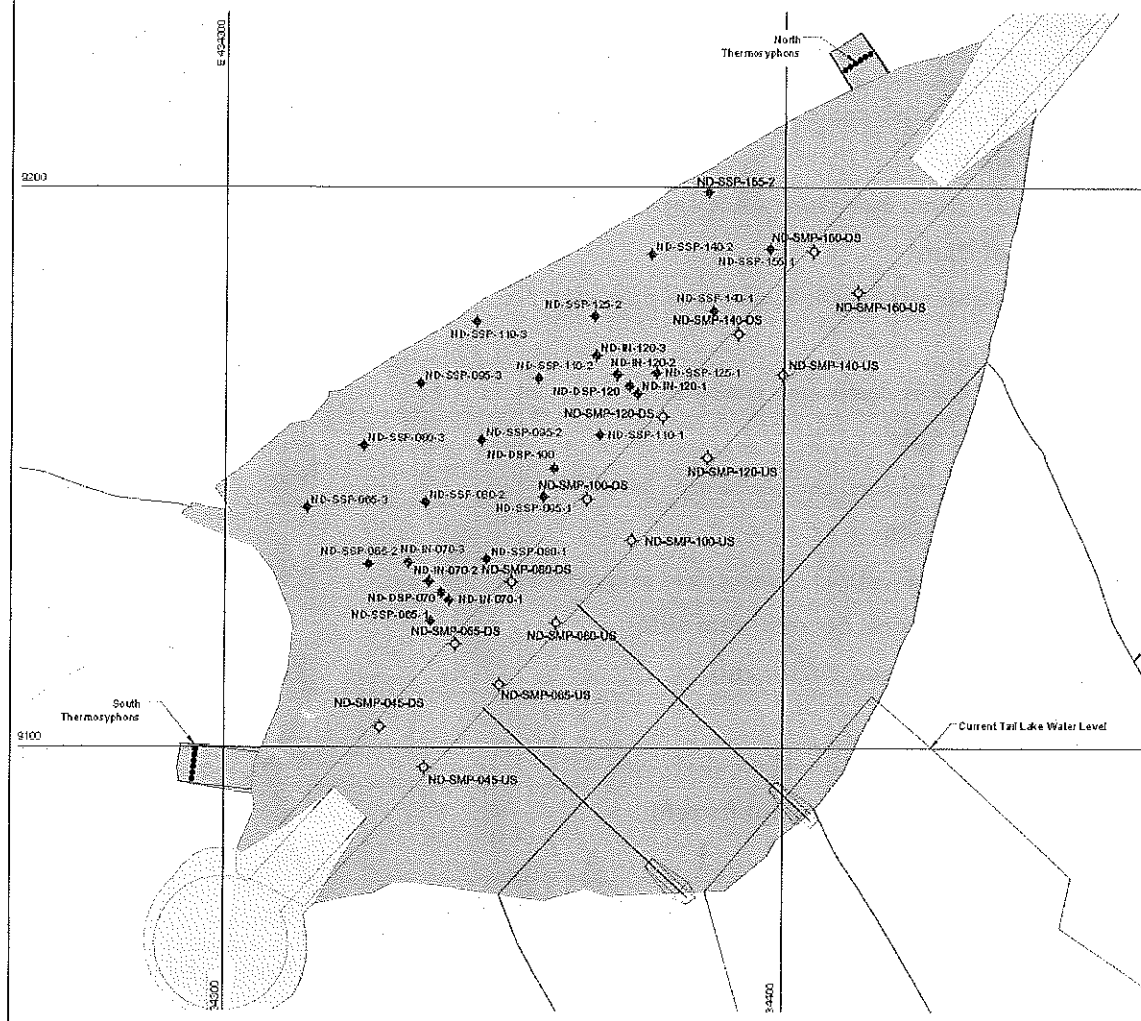 E 434300
North
Thermosyphons
9200
ND-SSP-155-2
ND-SMP-160-DS
ND-SSP-140-2
ND-SSP-155-1
ND-SMP-160-US
ND-SSP-125-2
ND-SSP-140-1
ND-SMP-140-DS
ND-SSP-110-3
ND-IN-120-3
ND-IN-120-2
ND-SSP-110-2
ND-SSP-125-1
ND-SMP-140-US
ND-SSP-095-3
ND-DSP-120
ND-IN-120-1
ND-SMP-120-DS
ND-SSP-080-3
ND-SSP-095-2
ND-SSP-110-1
ND-DSP-100
ND-SMP-120-US
ND-SMP-100-DS
ND-SSP-065-3
ND-SSP-080-2
ND-SSP-095-1
ND-SMP-100-US
ND-SSP-065-2
ND-IN-070-3
ND-SSP-080-1
ND-IN-070-2
ND-SMP-080-DS
ND-DSP-070
ND-IN-070-1
ND-SSP-065-1
ND-SMP-065-DS
ND-SMP-080-US
ND-SMP-065-US
South
Thermosyphons
ND-SMP-045-DS
Current Tail Lake Water Level
9100
ND-SMP-045-US
34300
34400